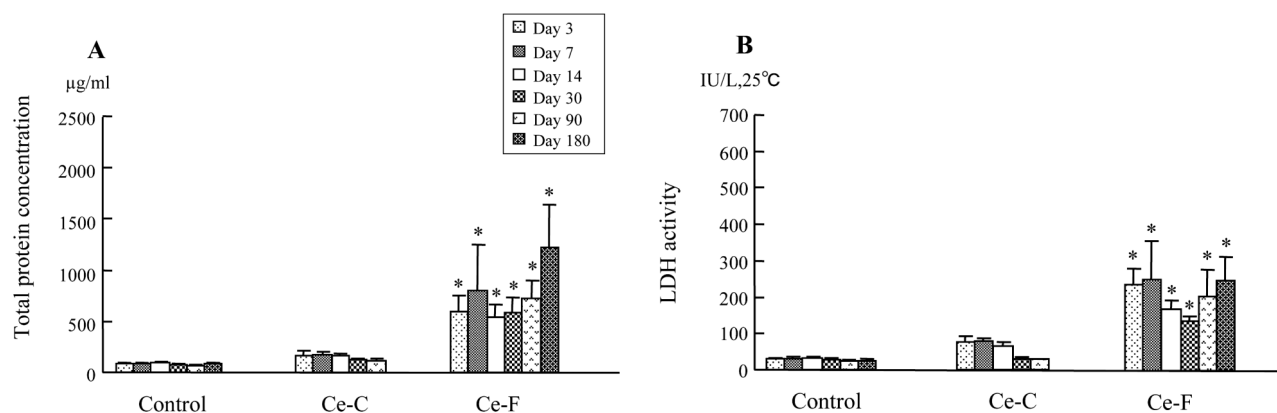 A
µg/ml
Total protein concentration
2500
2000
1500
1000
500
0
Day 3
Day 7
Day 14
Day 30
Day 90
Day 180
* * * * * *
Control Ce-C Ce-F
B
IU/L,25℃
LDH activity
700
600
500
400
300
200
100
0
* * * * * *
Control Ce-C Ce-F